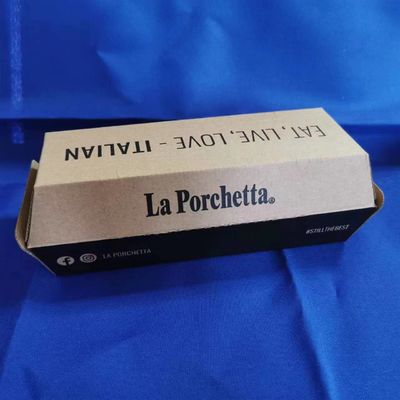 EAT, LIVE, LOVE - ITALIAN
La Porchetta®
#STILLTHEBEST
LA PORCHETTA